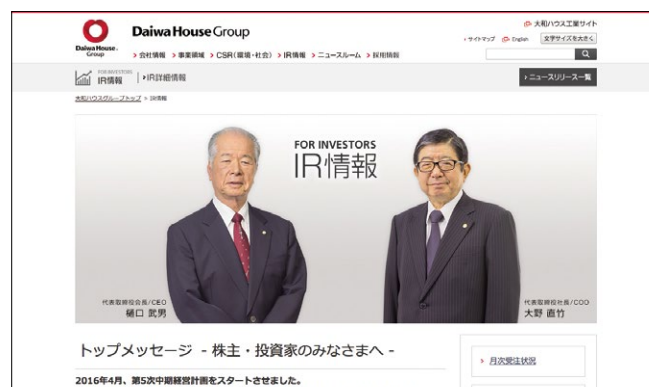 大和ハウス工業サイト
Daiwa House Group
サイトマップ English 文字サイズを大きく
Daiwa House®
Group
会社情報 事業領域 CSR(環境・社会) IR情報 ニュースルーム 採用情報
FOR INVESTORS
IR情報 IR詳細情報 ニュースリリース一覧
大和ハウスグループトップ > IR情報
FOR INVESTORS
IR情報
代表取締役会長/CEO
樋口 武男
代表取締役社長/COO
大野 直竹
トップメッセージ - 株主・投資家のみなさまへ -
月次受注状況
2016年4月、第5次中期経営計画をスタートさせました。